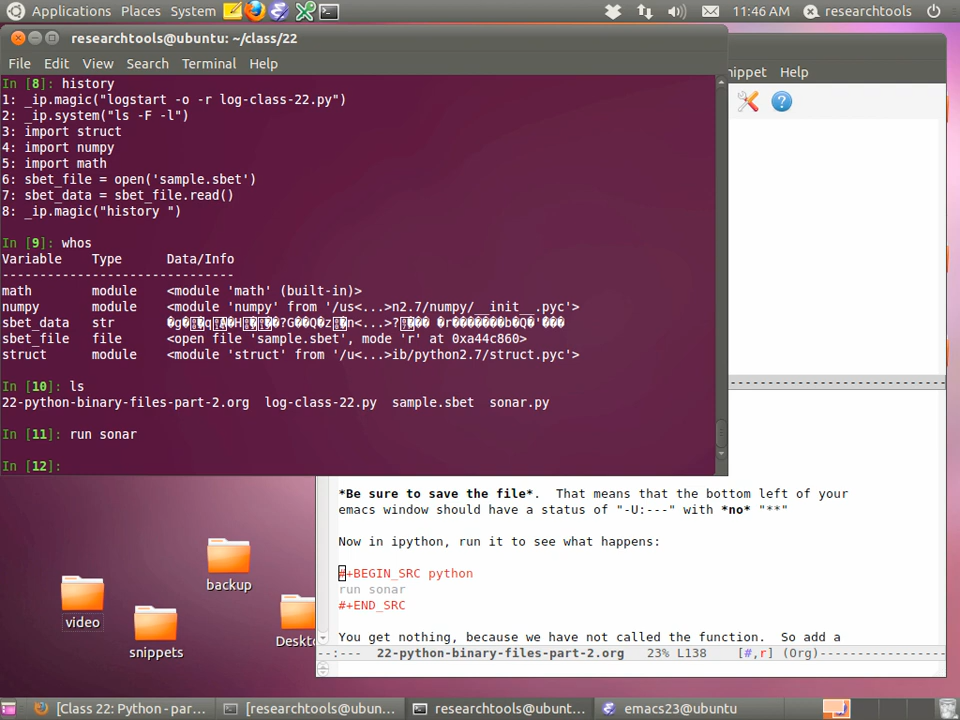 Applications Places System 11:46 AM researchtools
researchtools@ubuntu: ~/class/22
File Edit View Search Terminal Help
nippet Help
In [8]: history
1: _ip.magic("logstart -o -r log-class-22.py")
2: _ip.system("ls -F -l")
3: import struct
4: import numpy
5: import math
6: sbet_file = open('sample.sbet')
7: sbet_data = sbet_file.read()
8: _ip.magic("history ")
In [9]: whos
Variable Type Data/Info
-----------------------------
math module <module 'math' (built-in)>
numpy module <module 'numpy' from '/us<...>n2.7/numpy/__init__.pyc'>
sbet_data str
sbet_file file <open file 'sample.sbet', mode 'r' at 0xa44c860>
struct module <module 'struct' from '/u<...>ib/python2.7/struct.pyc'>
In [10]: ls
22-python-binary-files-part-2.org log-class-22.py sample.sbet sonar.py
In [11]: run sonar
In [12]:
*Be sure to save the file*. That means that the bottom left of your
emacs window should have a status of "-U:---" with *no* "**"
Now in ipython, run it to see what happens:
#+BEGIN_SRC python
run sonar
#+END_SRC
You get nothing, because we have not called the function. So add a
--:--- 22-python-binary-files-part-2.org 23% L138 [#,r] (Org)----------------
backup
video
snippets
Deskto
[Class 22: Python - par... [researchtools@ubun... researchtools@ubunt... emacs23@ubuntu